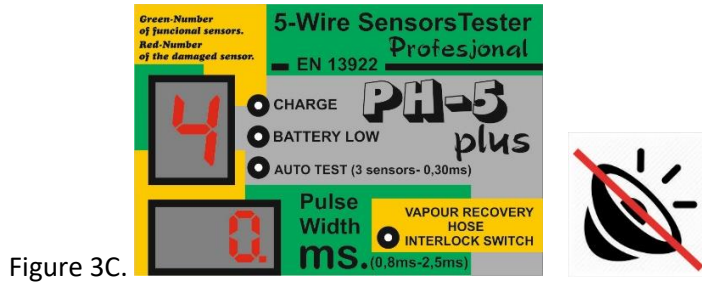 Green-Number
of funcional sensors.
Red-Number
of the damaged sensor.
5-Wire SensorsTester
Profesjonal
EN 13922
4
CHARGE
BATTERY LOW
AUTO TEST (3 sensors- 0,30ms)
PH-5
plus
0.
Pulse
Width
ms.(0,8ms-2,5ms)
VAPOUR RECOVERY
HOSE
INTERLOCK SWITCH
Figure 3C.